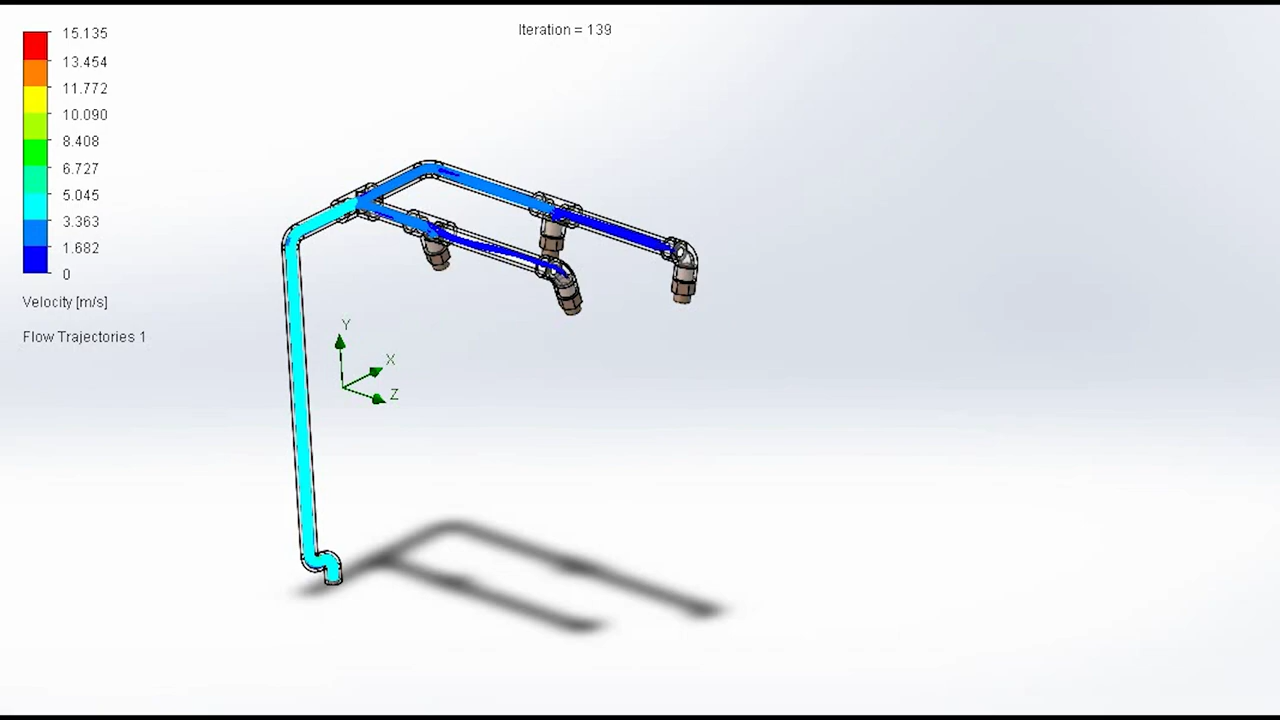 Iteration = 139
15.135
13.454
11.772
10.090
8.408
6.727
5.045
3.363
1.682
0
Velocity [m/s]
Flow Trajectories 1
Y
X
Z